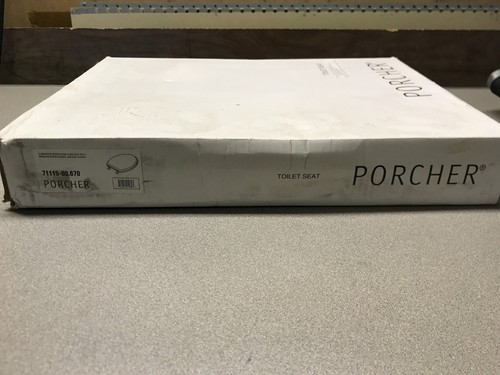 PORCHER
71115-00.070
PORCHER
TOILET SEAT
PORCHER®